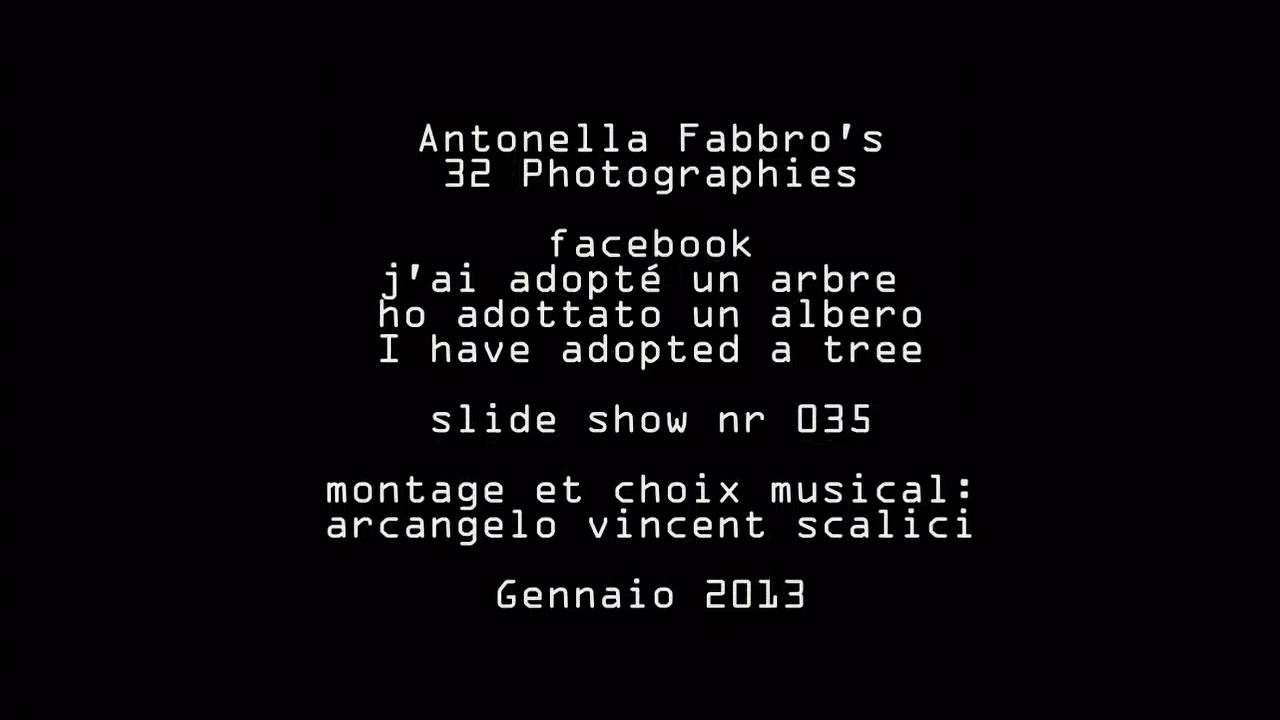 Antonella Fabbro's
32 Photographies
facebook
j'ai adopté un arbre
ho adottato un albero
I have adopted a tree
slide show nr 035
montage et choix musical:
arcangelo vincent scalici
Gennaio 2013